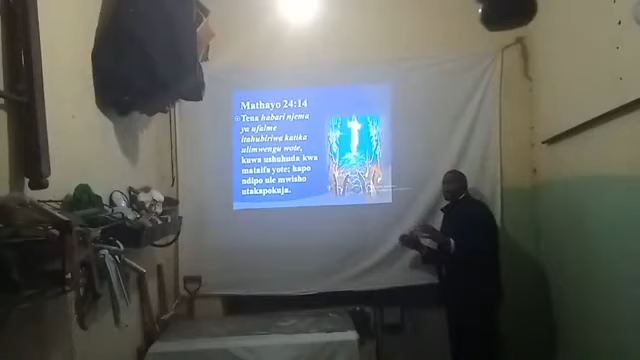 Mathayo 24:14
Tena habari njema
ya ufalme
itahubiriwa katika
ulimwengu wote,
kuwa ushuhuda kwa
mataifa yote; hapo
ndipo ule mwisho
utakapokuja.